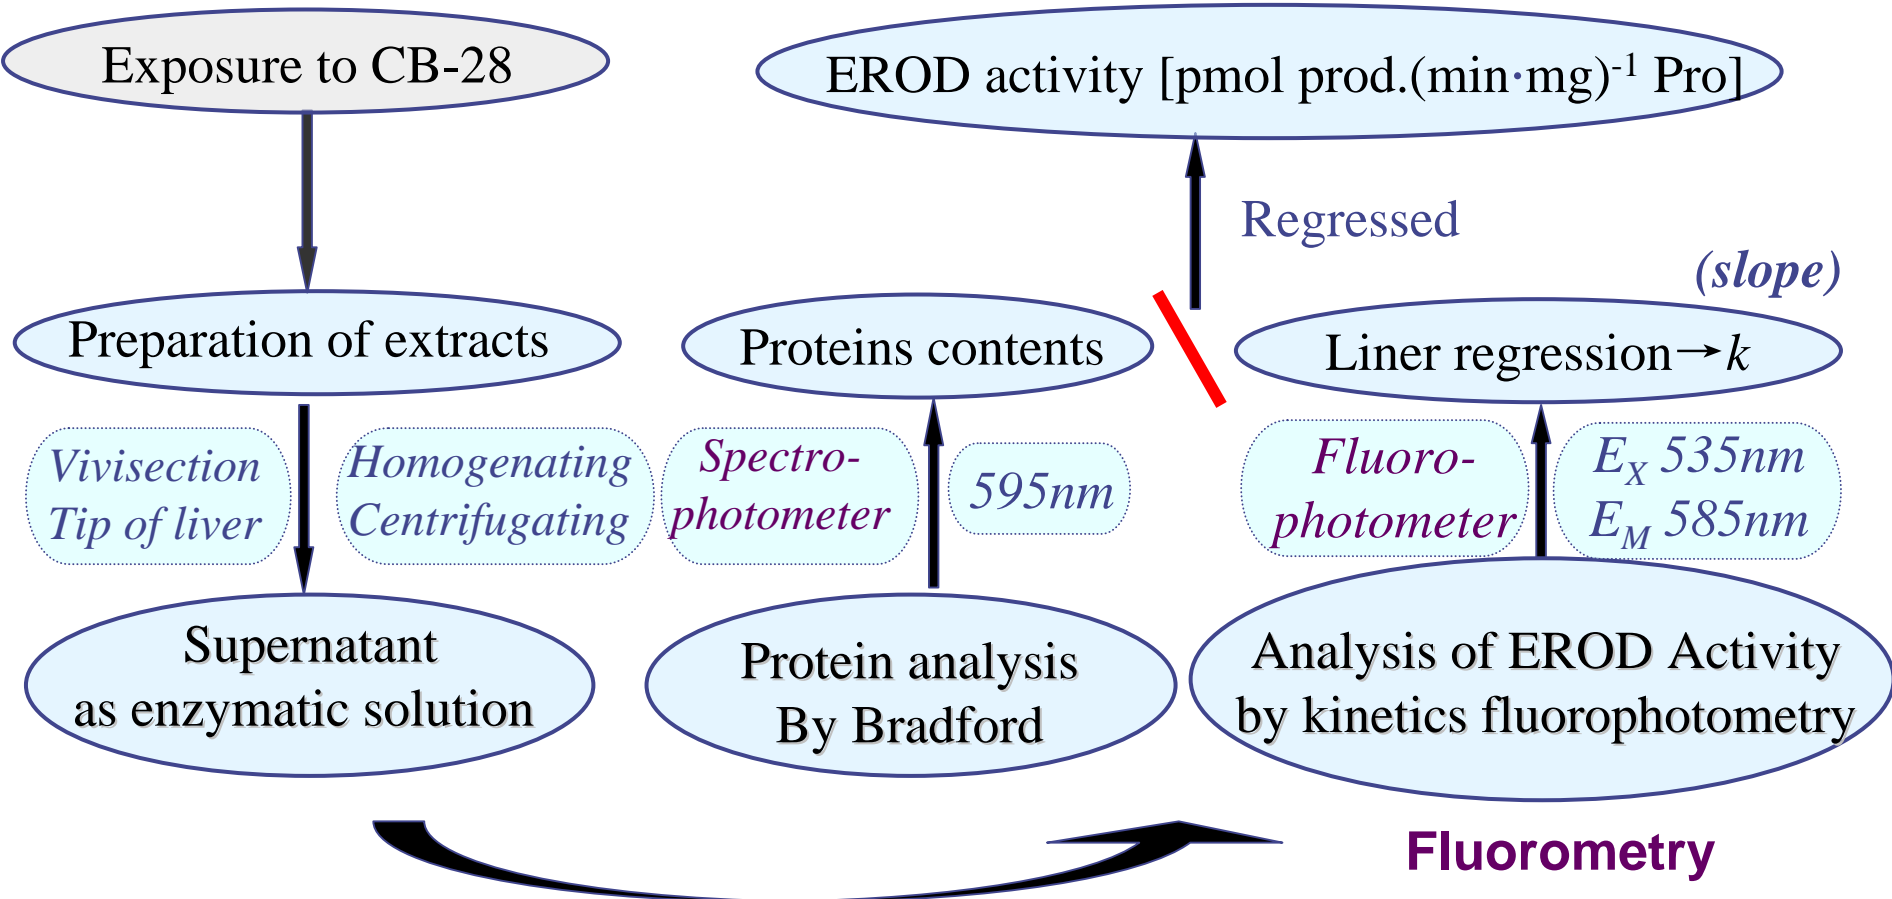 Exposure to CB-28
EROD activity [pmol prod.(min·mg)-1 Pro]
Regressed
(slope)
Preparation of extracts
Proteins contents
Liner regression→k
Vivisection
Tip of liver
Homogenating
Centrifugating
Spectro-
photometer
595nm
Fluoro-
photometer
EX 535nm
EM 585nm
Supernatant
as enzymatic solution
Protein analysis
By Bradford
Analysis of EROD Activity
by kinetics fluorophotometry
Fluorometry